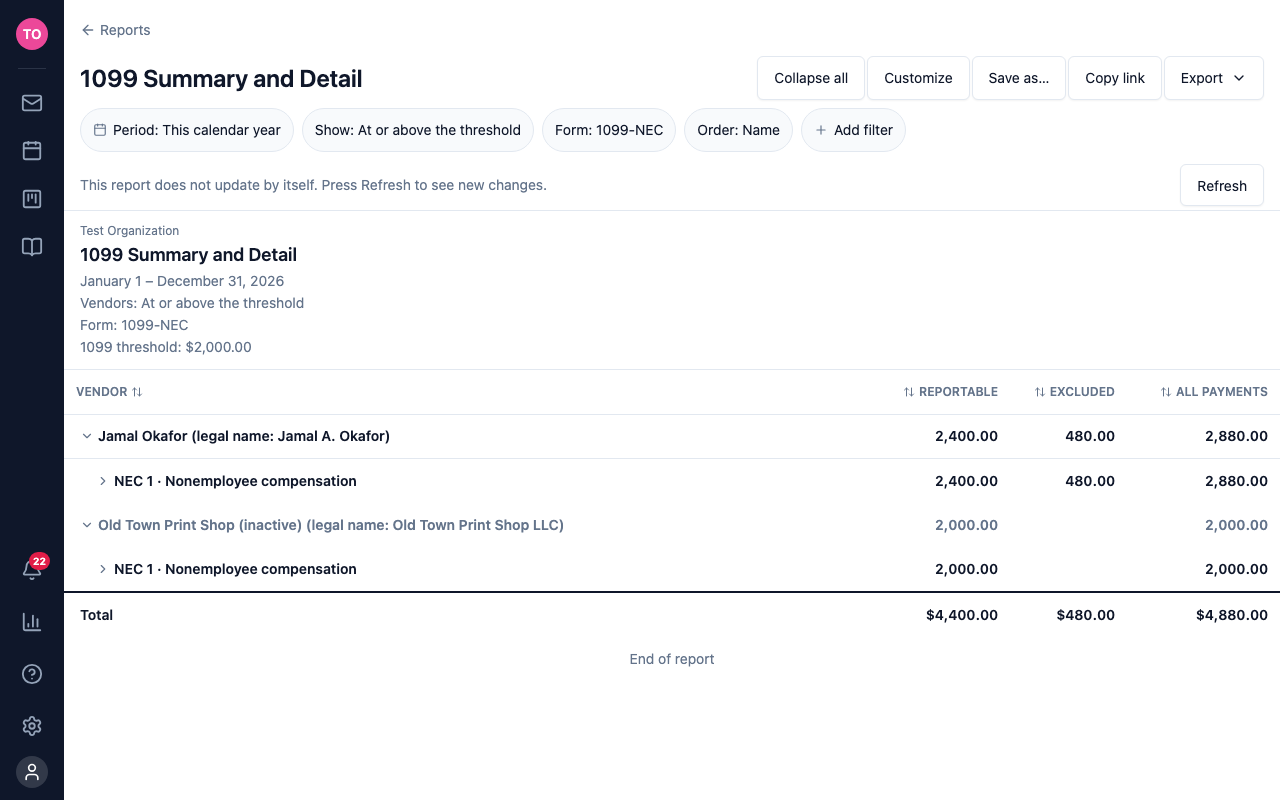 TO
Reports
1099 Summary and Detail
Collapse all
Customize
Save as...
Copy link
Export
Period: This calendar year
Show: At or above the threshold
Form: 1099-NEC
Order: Name
Add filter
This report does not update by itself. Press Refresh to see new changes.
Refresh
Test Organization
1099 Summary and Detail
January 1 – December 31, 2026
Vendors: At or above the threshold
Form: 1099-NEC
1099 threshold: $2,000.00
VENDOR REPORTABLE EXCLUDED ALL PAYMENTS
Jamal Okafor (legal name: Jamal A. Okafor) 2,400.00 480.00 2,880.00
NEC 1 · Nonemployee compensation 2,400.00 480.00 2,880.00
Old Town Print Shop (inactive) (legal name: Old Town Print Shop LLC) 2,000.00 2,000.00
NEC 1 · Nonemployee compensation 2,000.00 2,000.00
Total $4,400.00 $480.00 $4,880.00
End of report
22